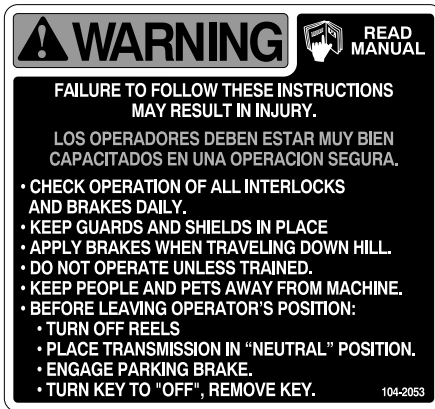 WARNING
READ
MANUAL
FAILURE TO FOLLOW THESE INSTRUCTIONS
MAY RESULT IN INJURY.
LOS OPERADORES DEBEN ESTAR MUY BIEN
CAPACITADOS EN UNA OPERACION SEGURA.
• CHECK OPERATION OF ALL INTERLOCKS
AND BRAKES DAILY.
• KEEP GUARDS AND SHIELDS IN PLACE
• APPLY BRAKES WHEN TRAVELING DOWN HILL.
• DO NOT OPERATE UNLESS TRAINED.
• KEEP PEOPLE AND PETS AWAY FROM MACHINE.
• BEFORE LEAVING OPERATOR'S POSITION:
• TURN OFF REELS
• PLACE TRANSMISSION IN “NEUTRAL” POSITION.
• ENGAGE PARKING BRAKE.
• TURN KEY TO "OFF", REMOVE KEY.
104-2053